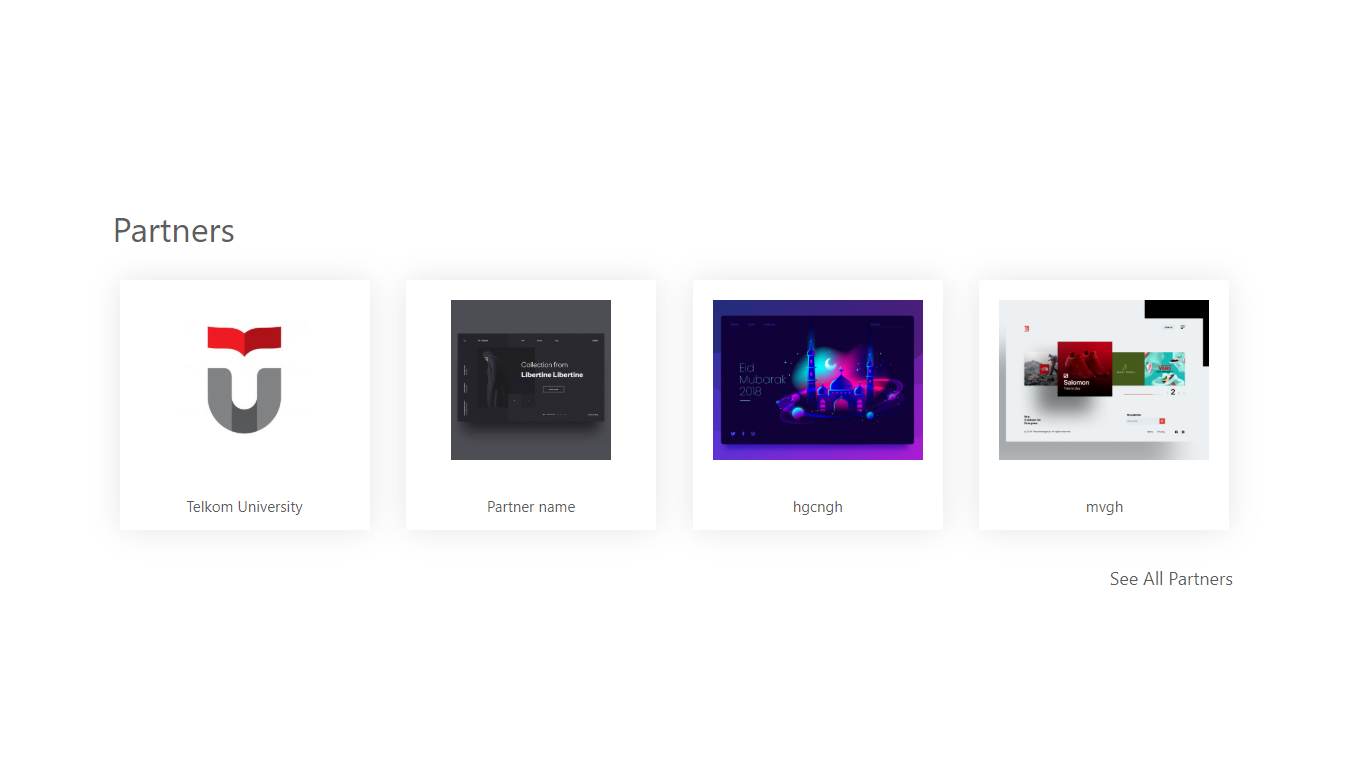 Partners
Collection from
Libertine Libertine
Eid
Mubarak
2018
Salomon
2
Telkom University
Partner name
hgcngh
mvgh
See All Partners